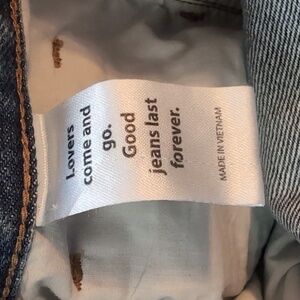 Lovers
come and
go.
Good
jeans last
forever.
MADE IN VIETNAM